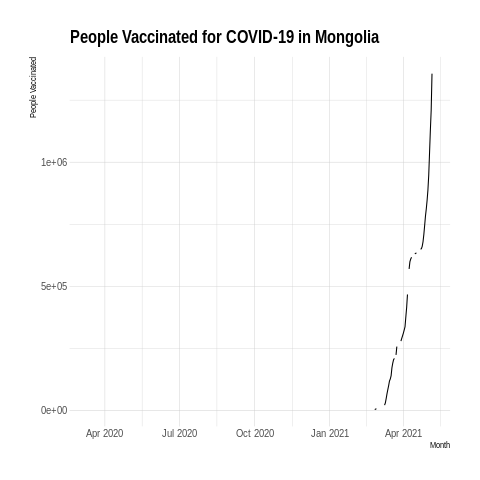 People Vaccinated for COVID-19 in Mongolia
People Vaccinated
1e+06
5e+05
0e+00
Apr 2020 Jul 2020 Oct 2020 Jan 2021 Apr 2021
Month